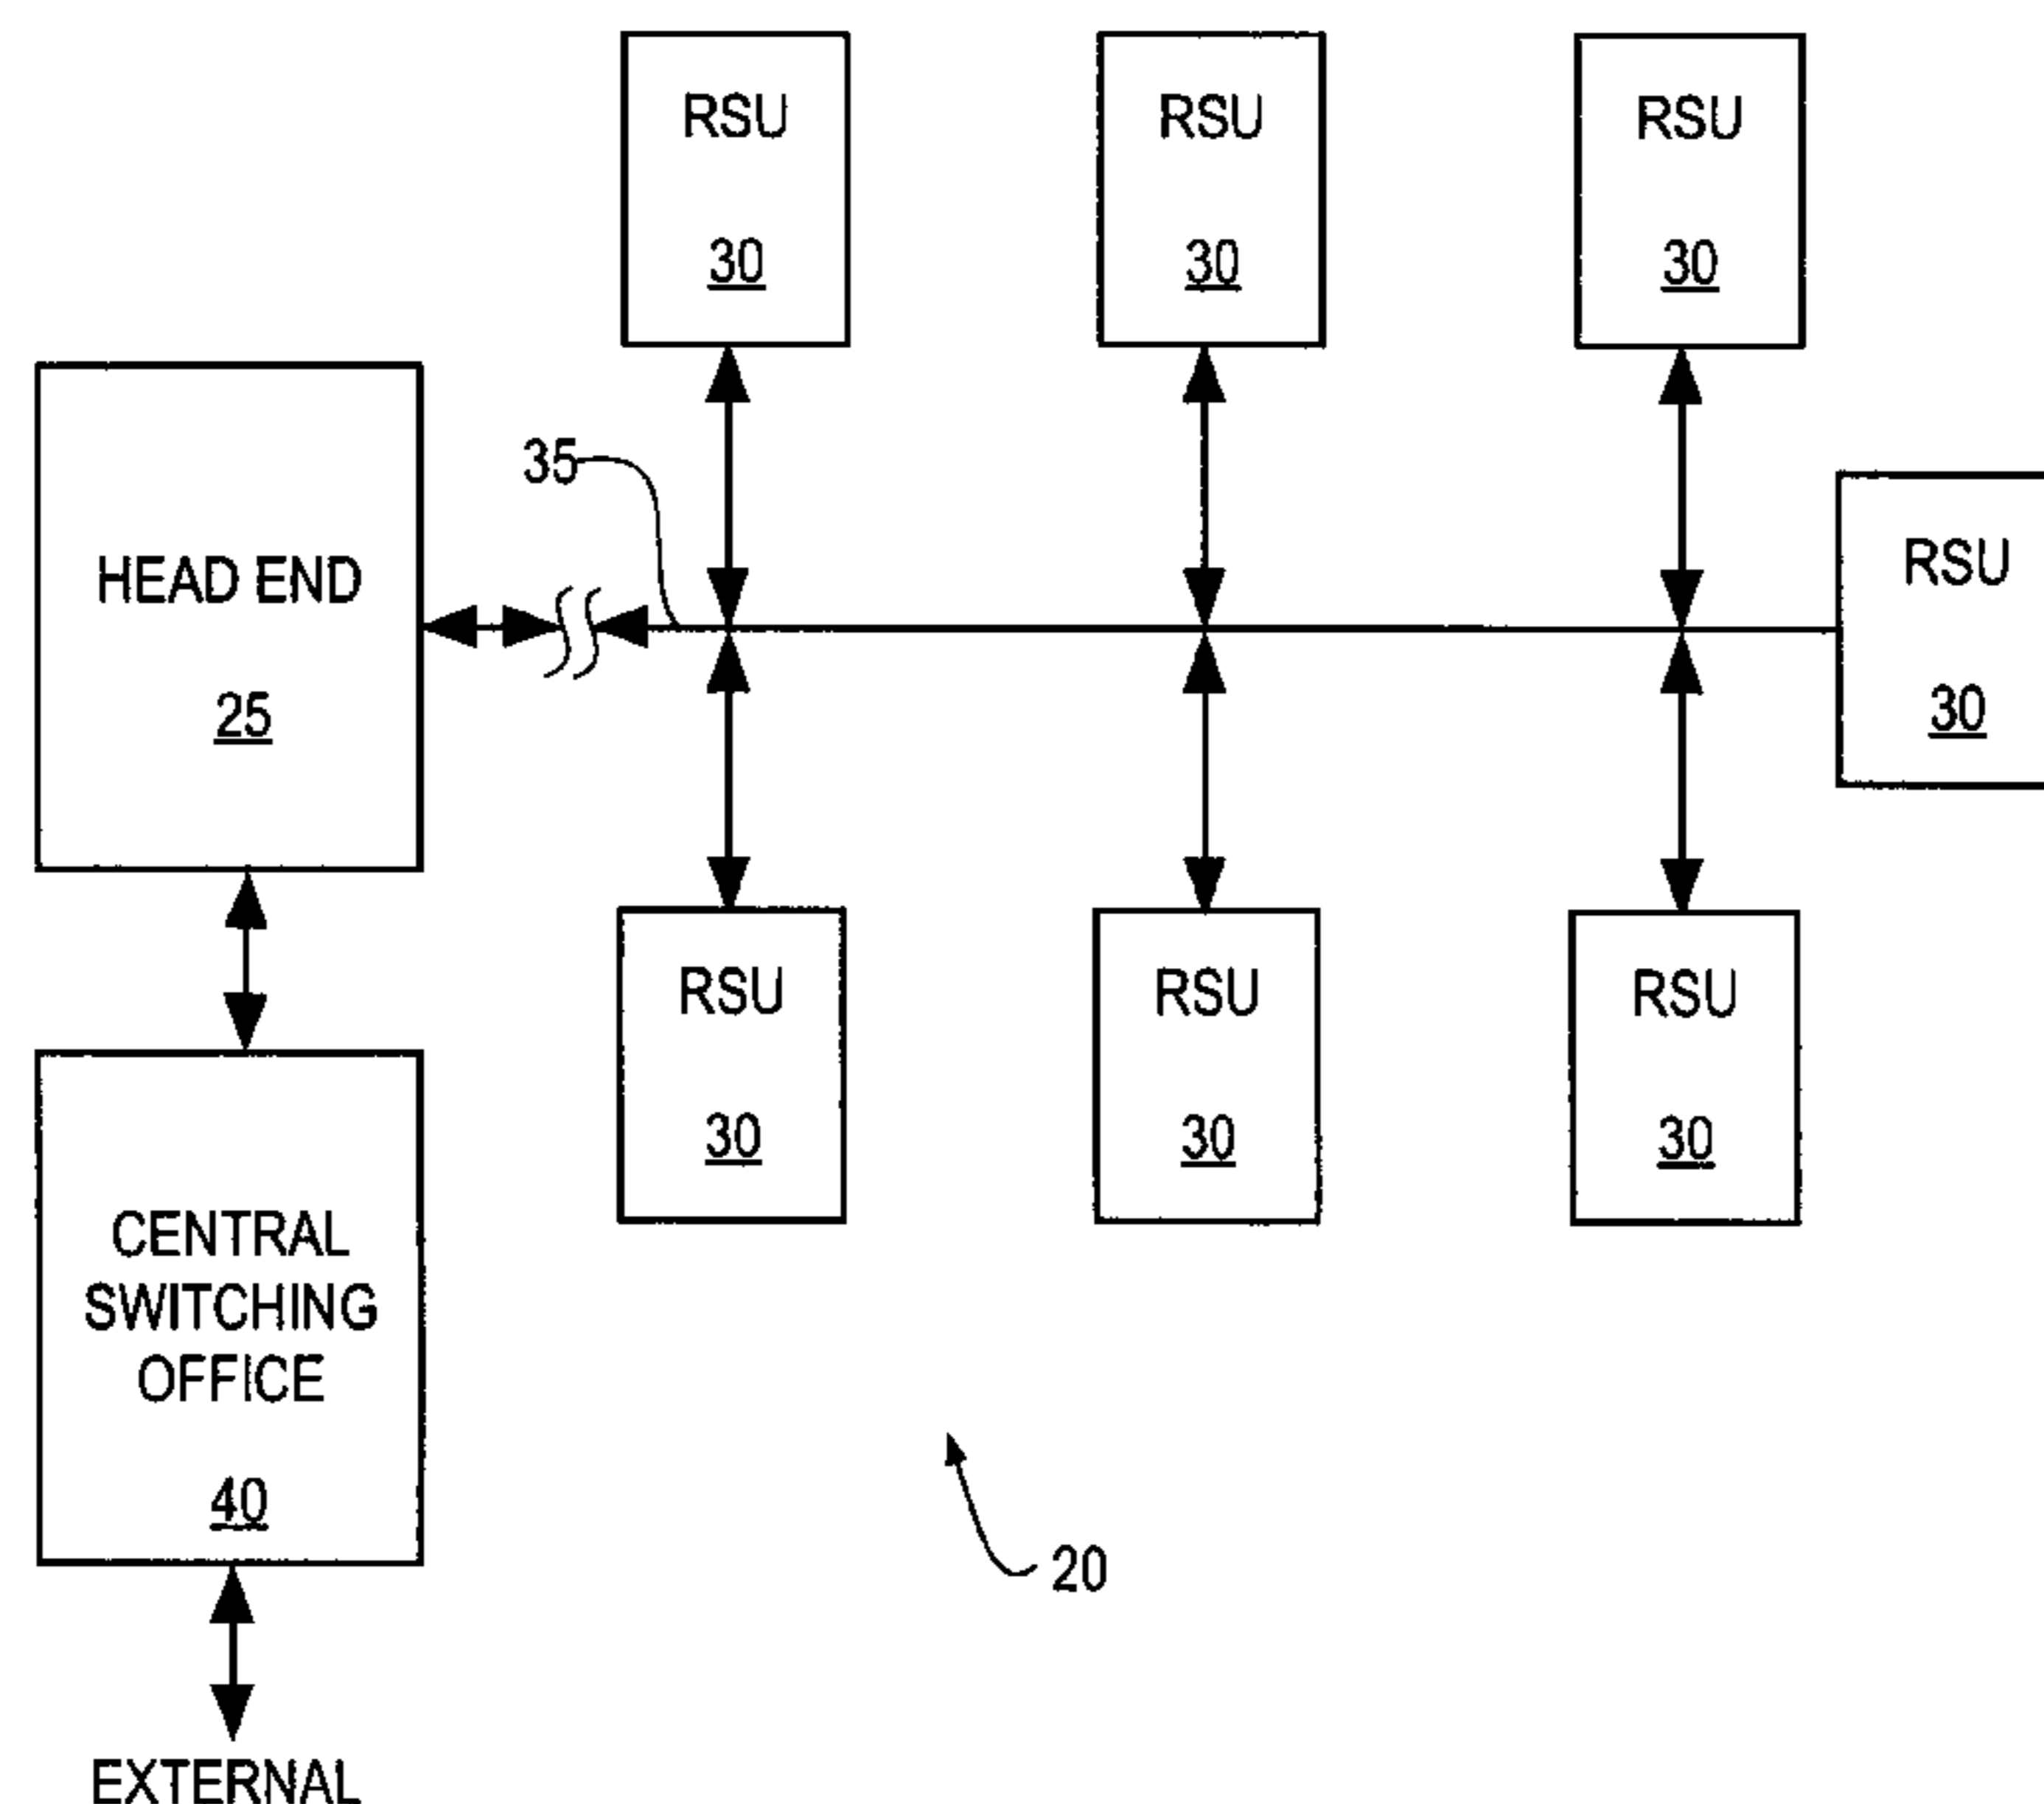 RSU
30
RSU
30
RSU
30
35
HEAD END
25
RSU
30
RSU
30
RSU
30
RSU
30
CENTRAL
SWITCHING
OFFICE
40
20
EXTERNAL